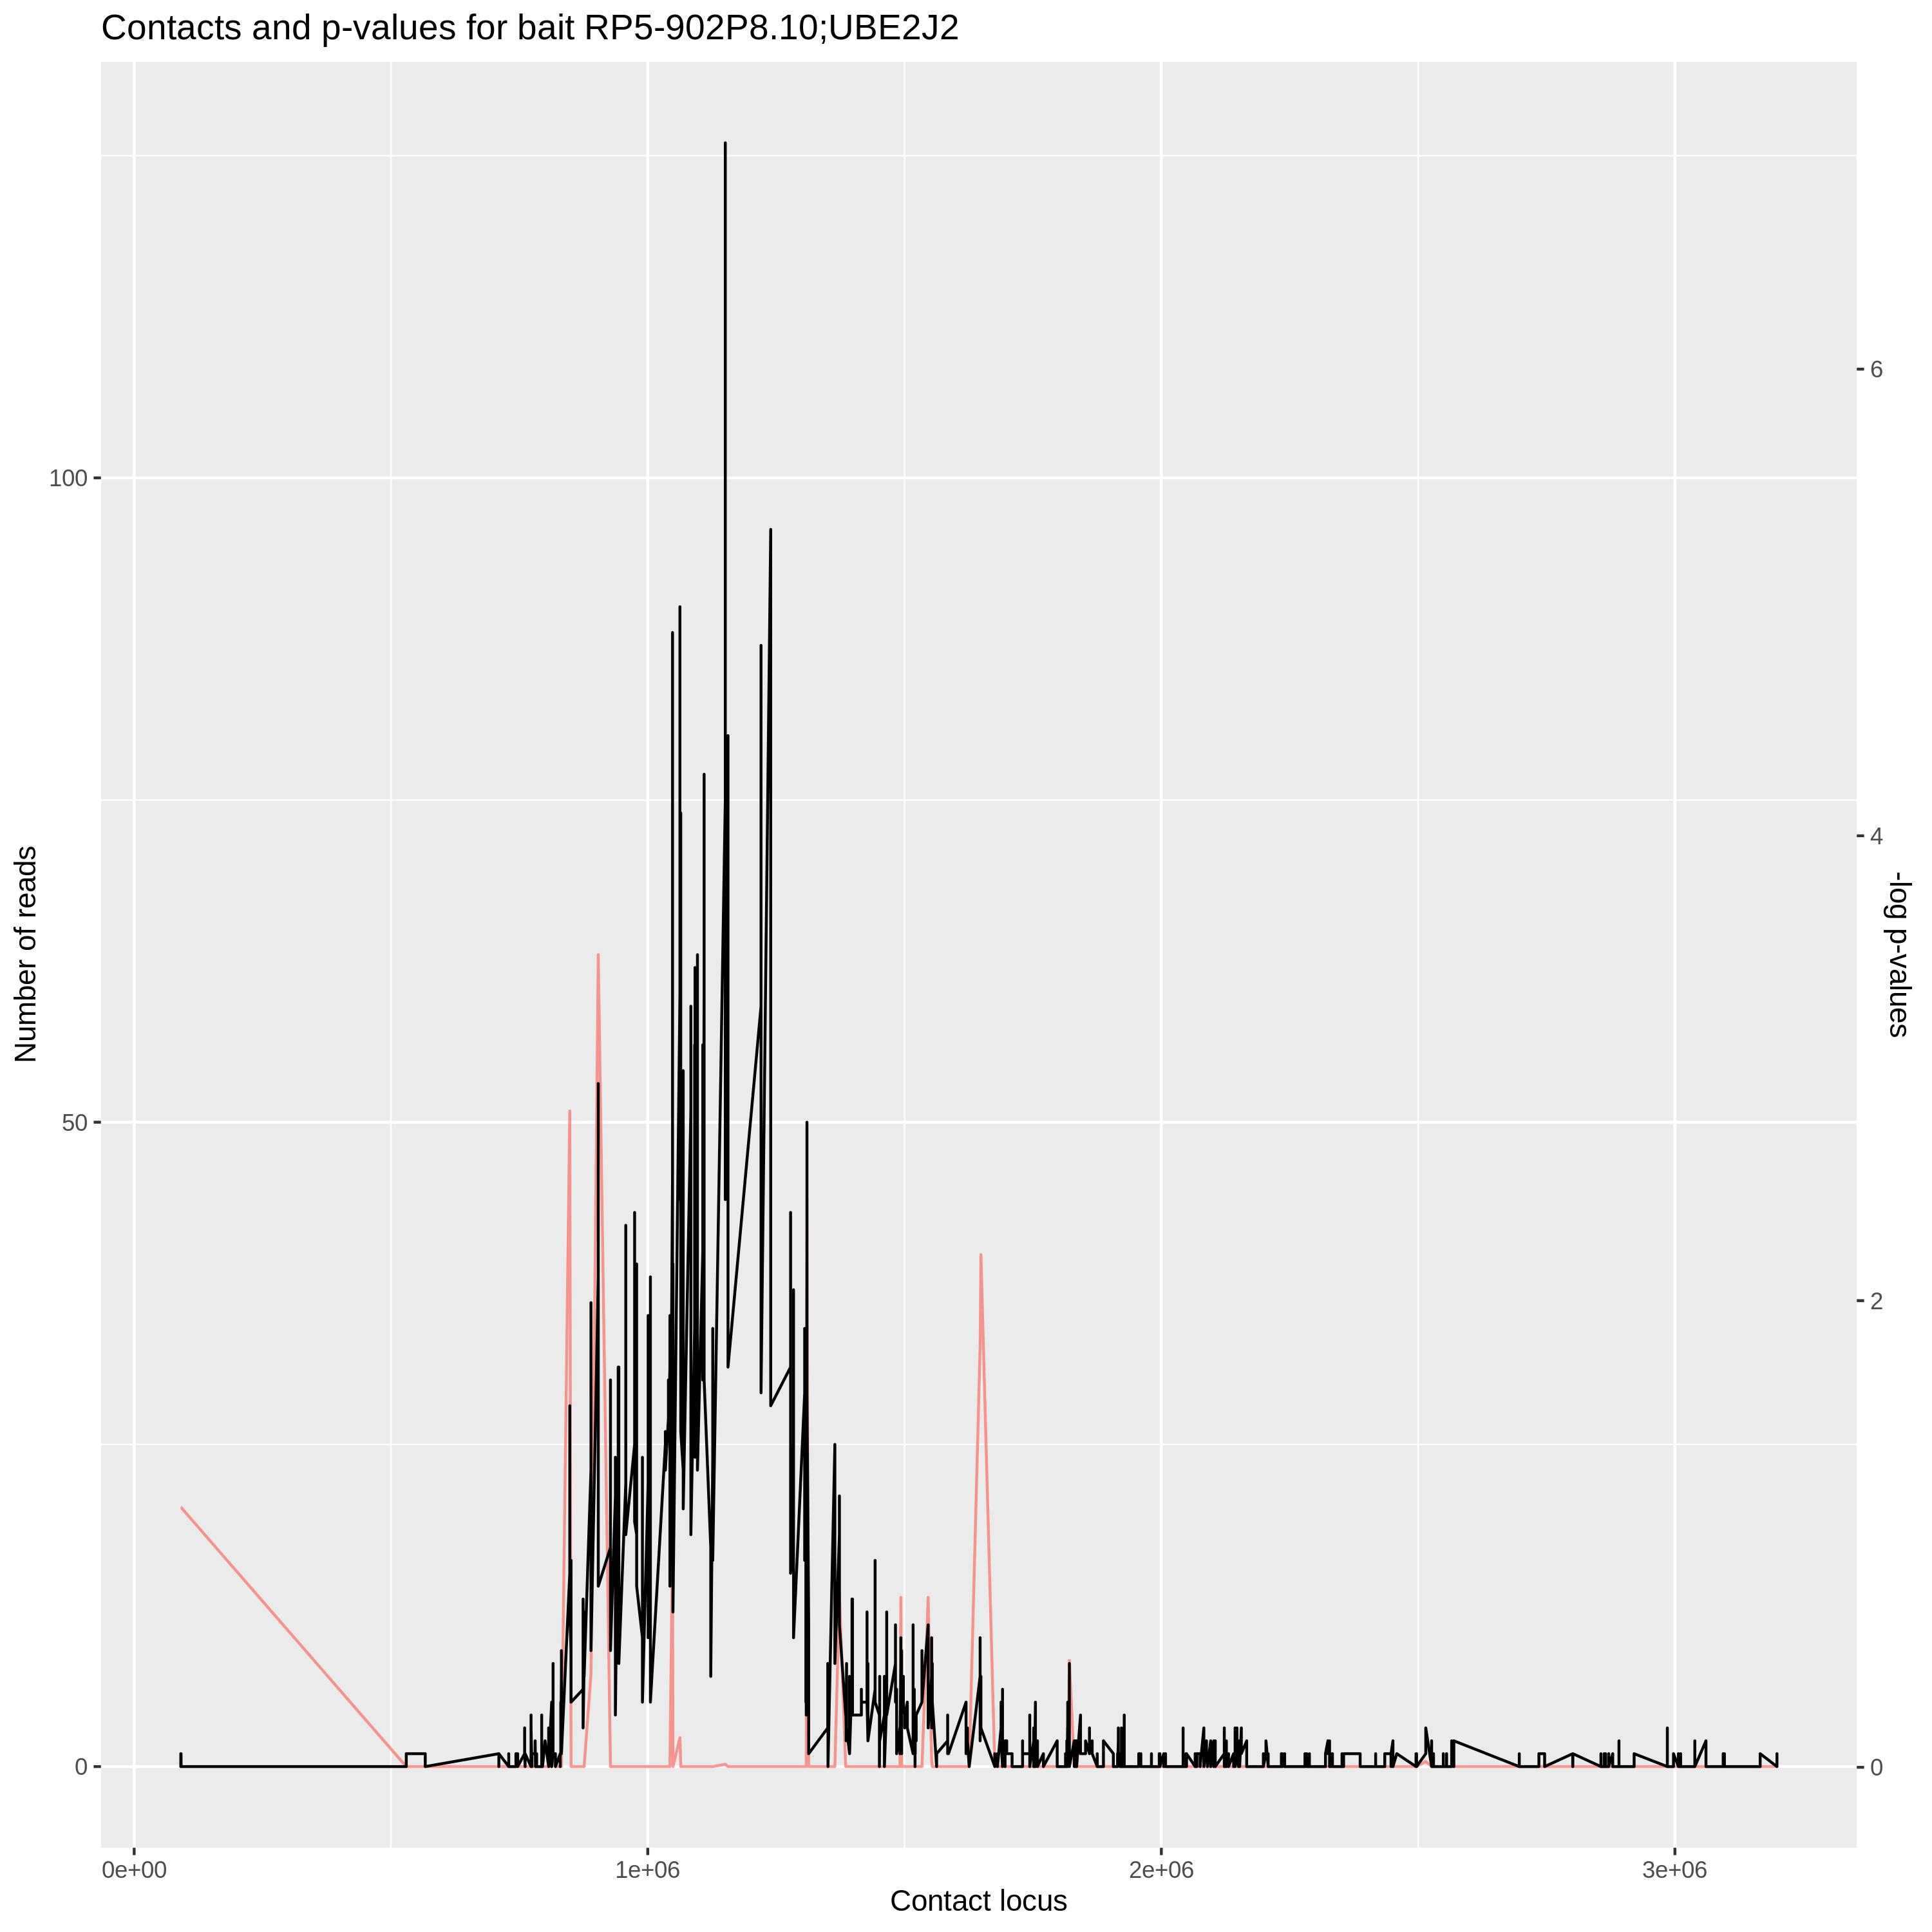 Contacts and p-values for bait RP5-902P8.10;UBE2J2
Number of reads
100
50
0
6
4
2
0
-log p-values
0e+00
1e+06
2e+06
3e+06
Contact locus